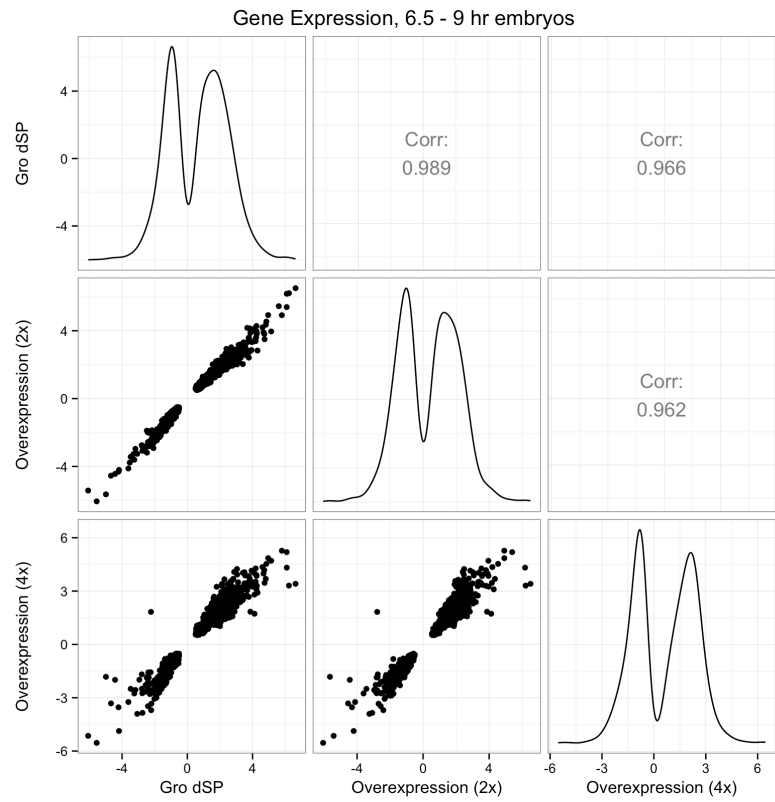 Gene Expression, 6.5 - 9 hr embryos
Gro dSP
4
0
-4
Corr:
0.989
Corr:
0.966
Overexpression (2x)
4
0
-4
Corr:
0.962
Overexpression (4x)
6
3
0
-3
-6
-4 0 4
-4 0 4
-6 -3 0 3 6
Gro dSP
Overexpression (2x)
Overexpression (4x)